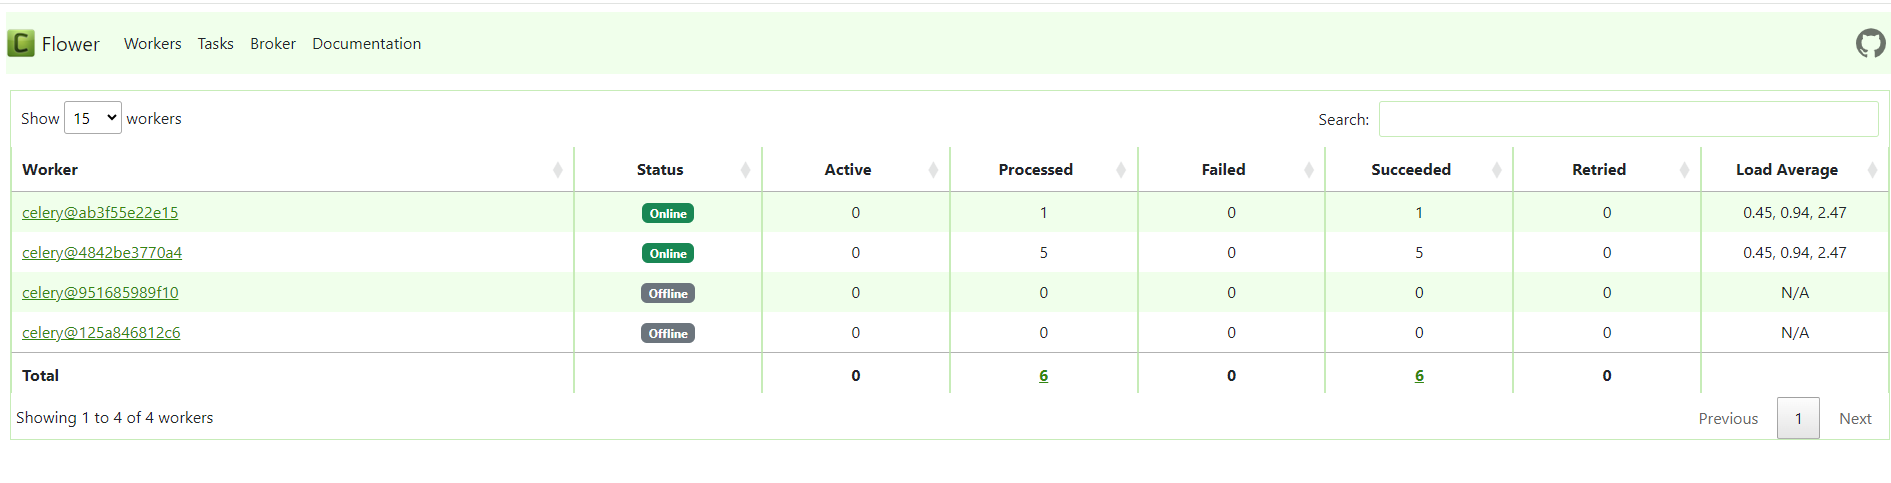 C Flower Workers Tasks Broker Documentation
Show 15 workers Search:
Worker Status Active Processed Failed Succeeded Retried Load Average
celery@ab3f55e22e15 Online 0 1 0 1 0 0.45, 0.94, 2.47
celery@4842be3770a4 Online 0 5 0 5 0 0.45, 0.94, 2.47
celery@951685989f10 Offline 0 0 0 0 0 N/A
celery@125a846812c6 Offline 0 0 0 0 0 N/A
Total 0 6 0 6 0
Showing 1 to 4 of 4 workers Previous 1 Next